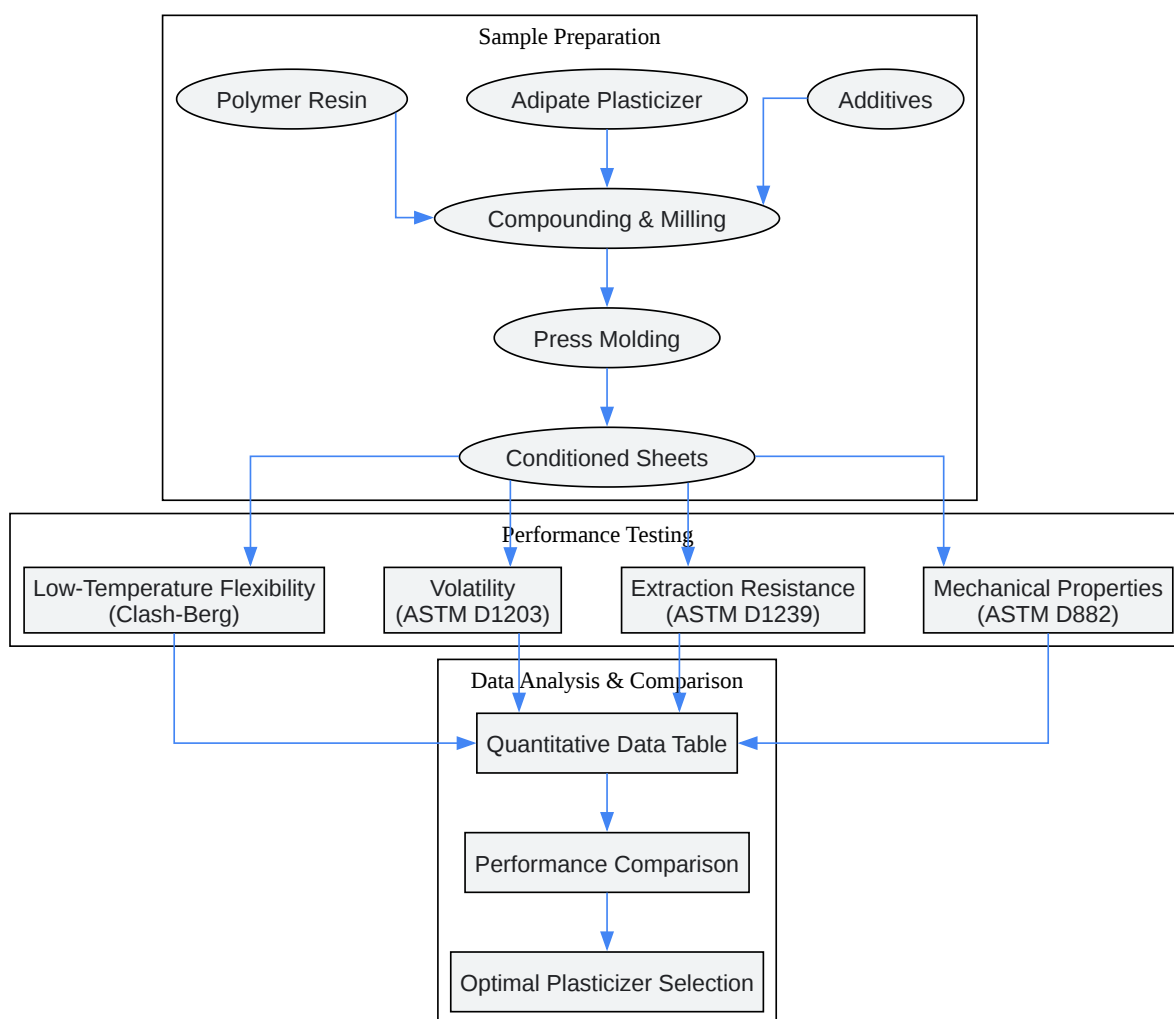 Sample Preparation
Polymer Resin
Adipate Plasticizer
Additives
Compounding & Milling
Press Molding
Conditioned Sheets
Performance Testing
Low-Temperature Flexibility
(Clash-Berg)
Volatility
(ASTM D1203)
Extraction Resistance
(ASTM D1239)
Mechanical Properties
(ASTM D882)
Data Analysis & Comparison
Quantitative Data Table
Performance Comparison
Optimal Plasticizer Selection